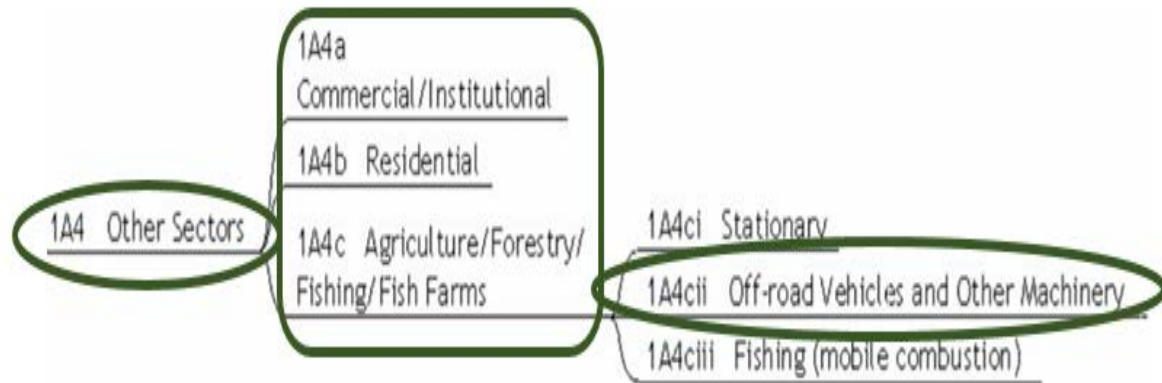 1A4a
Commercial/Institutional
1A4b Residential
1A4 Other Sectors
1A4c Agriculture/Forestry/
Fishing/Fish Farms
1A4ci Stationary
1A4cii Off-road Vehicles and Other Machinery
1A4ciii Fishing (mobile combustion)